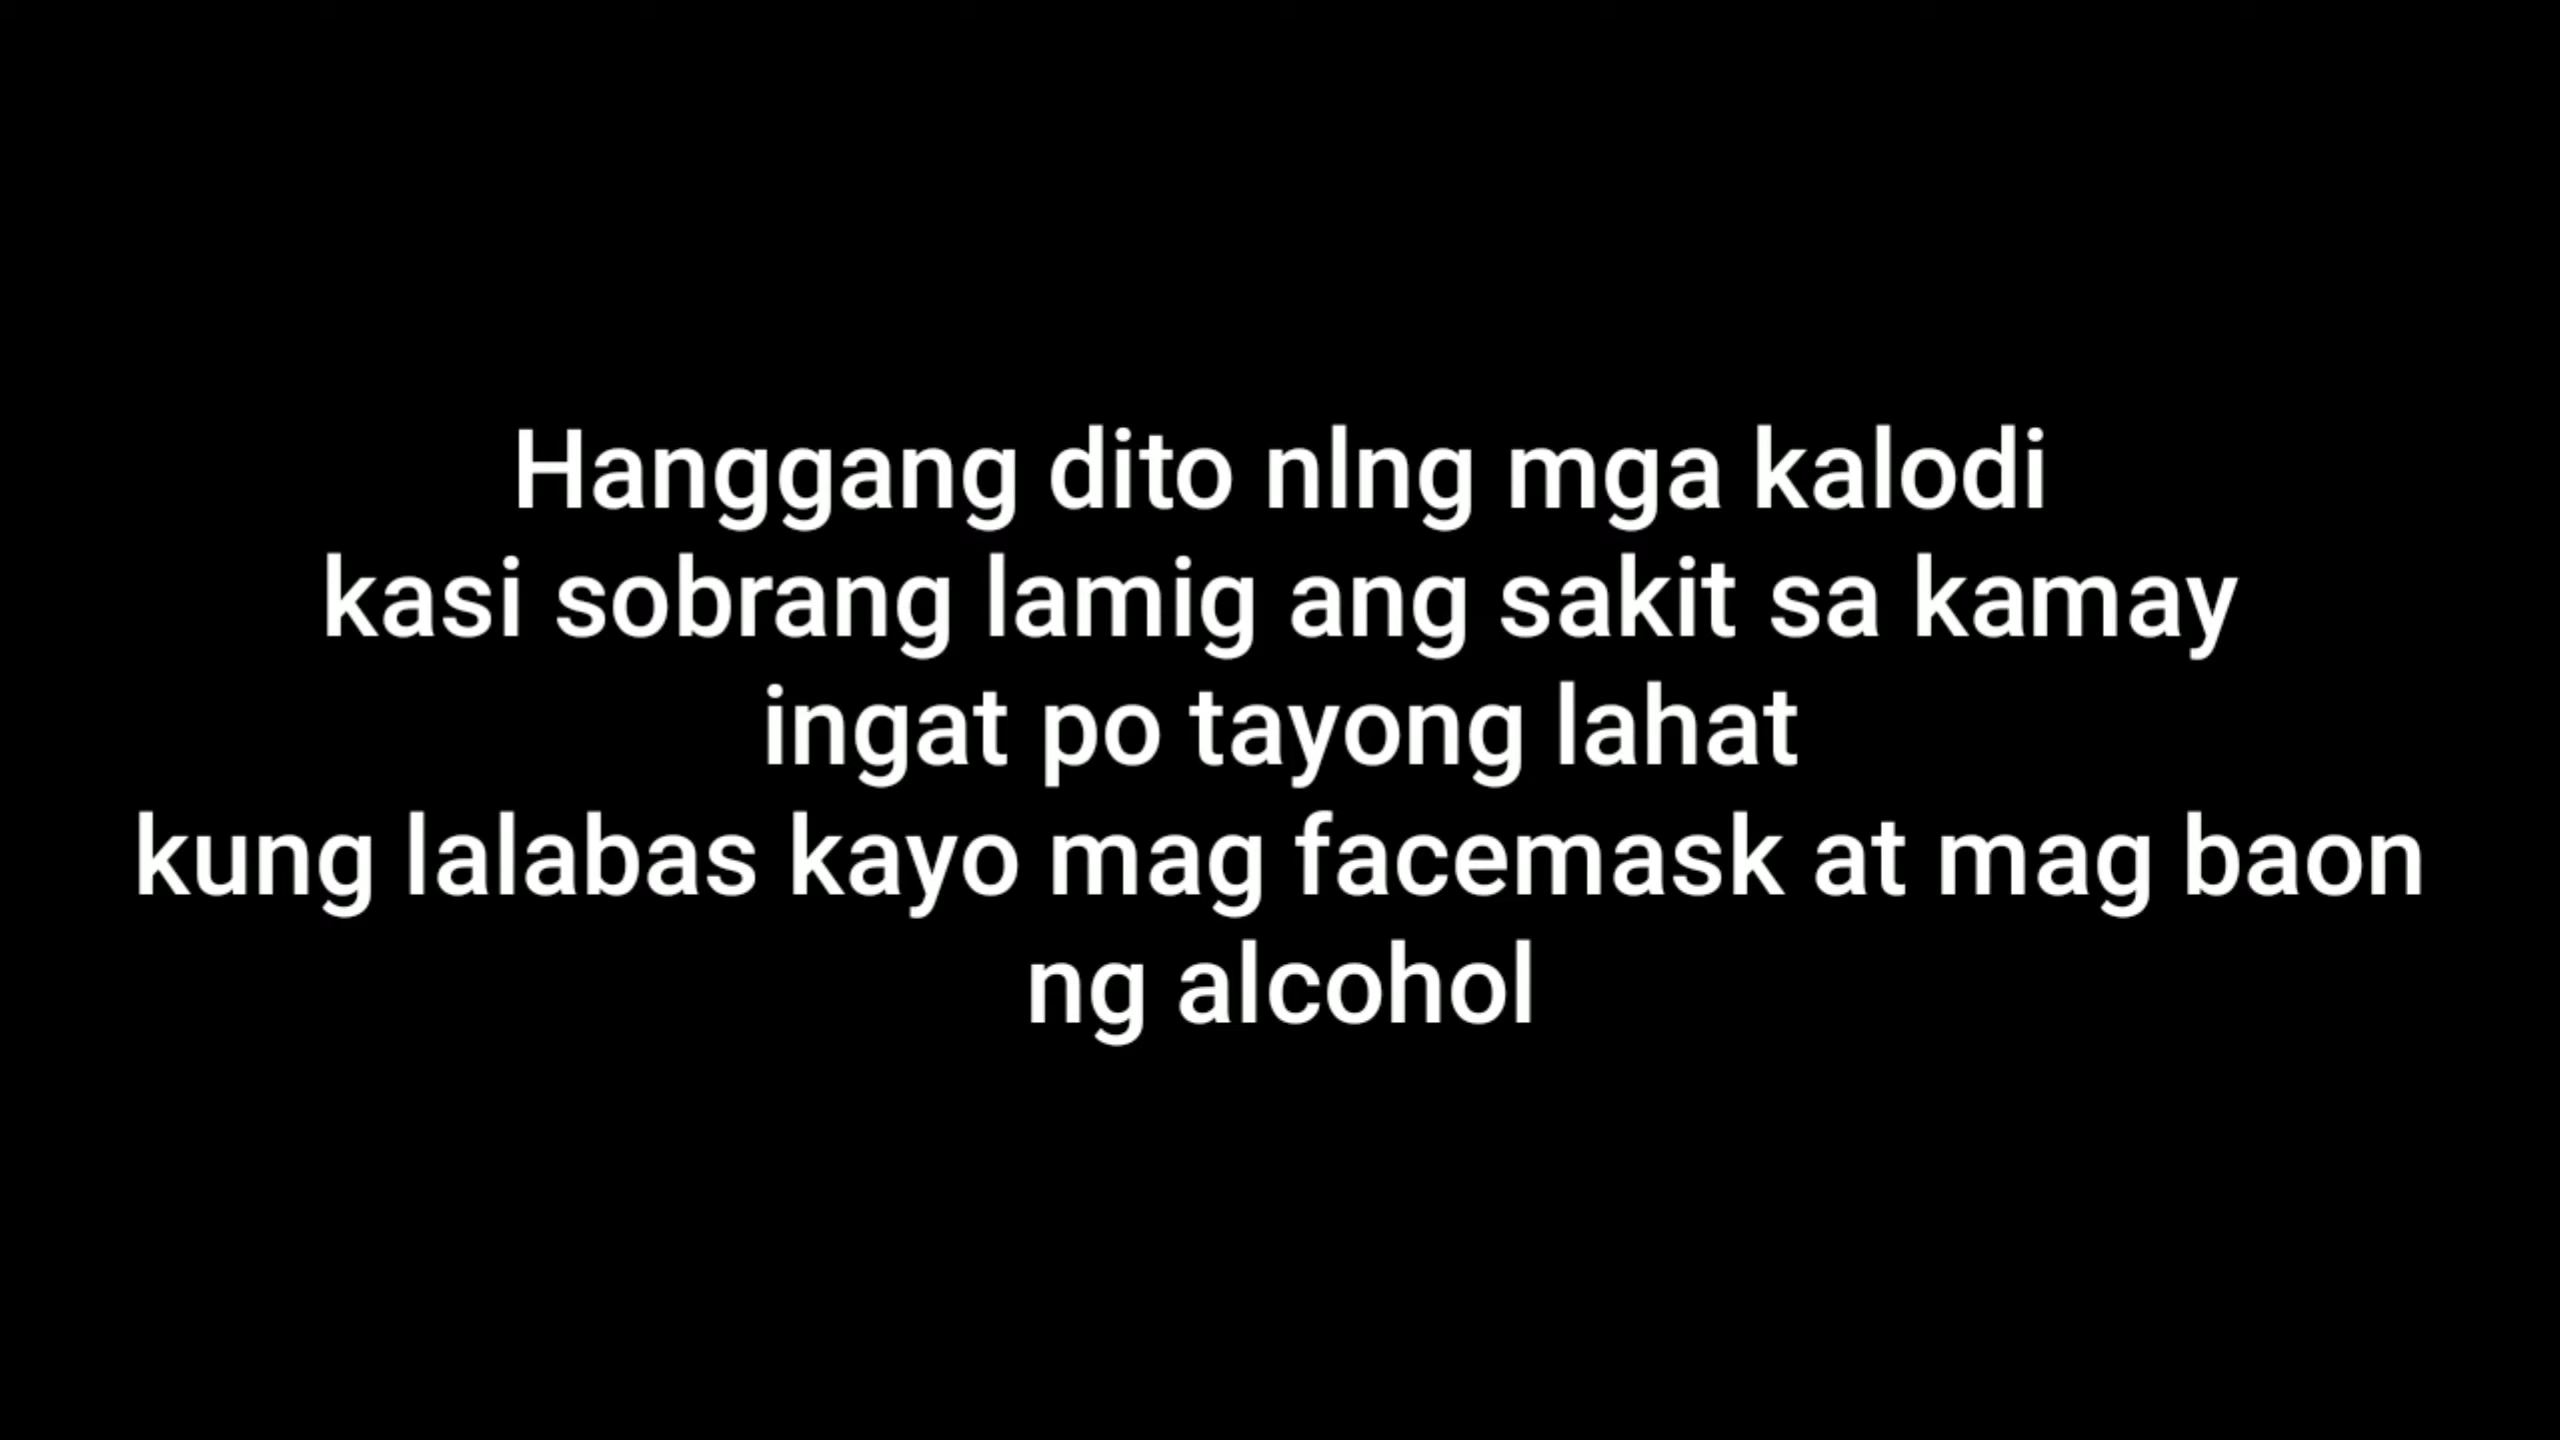 Hanggang dito nlng mga kalodi
kasi sobrang lamig ang sakit sa kamay
ingat po tayong lahat
kung lalabas kayo mag facemask at mag baon
ng alcohol